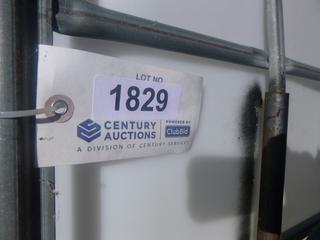 LOT NO
1829
CENTURY
AUCTIONS
POWERED BY
ClubBid
A DIVISION OF CENTURY SERVICES